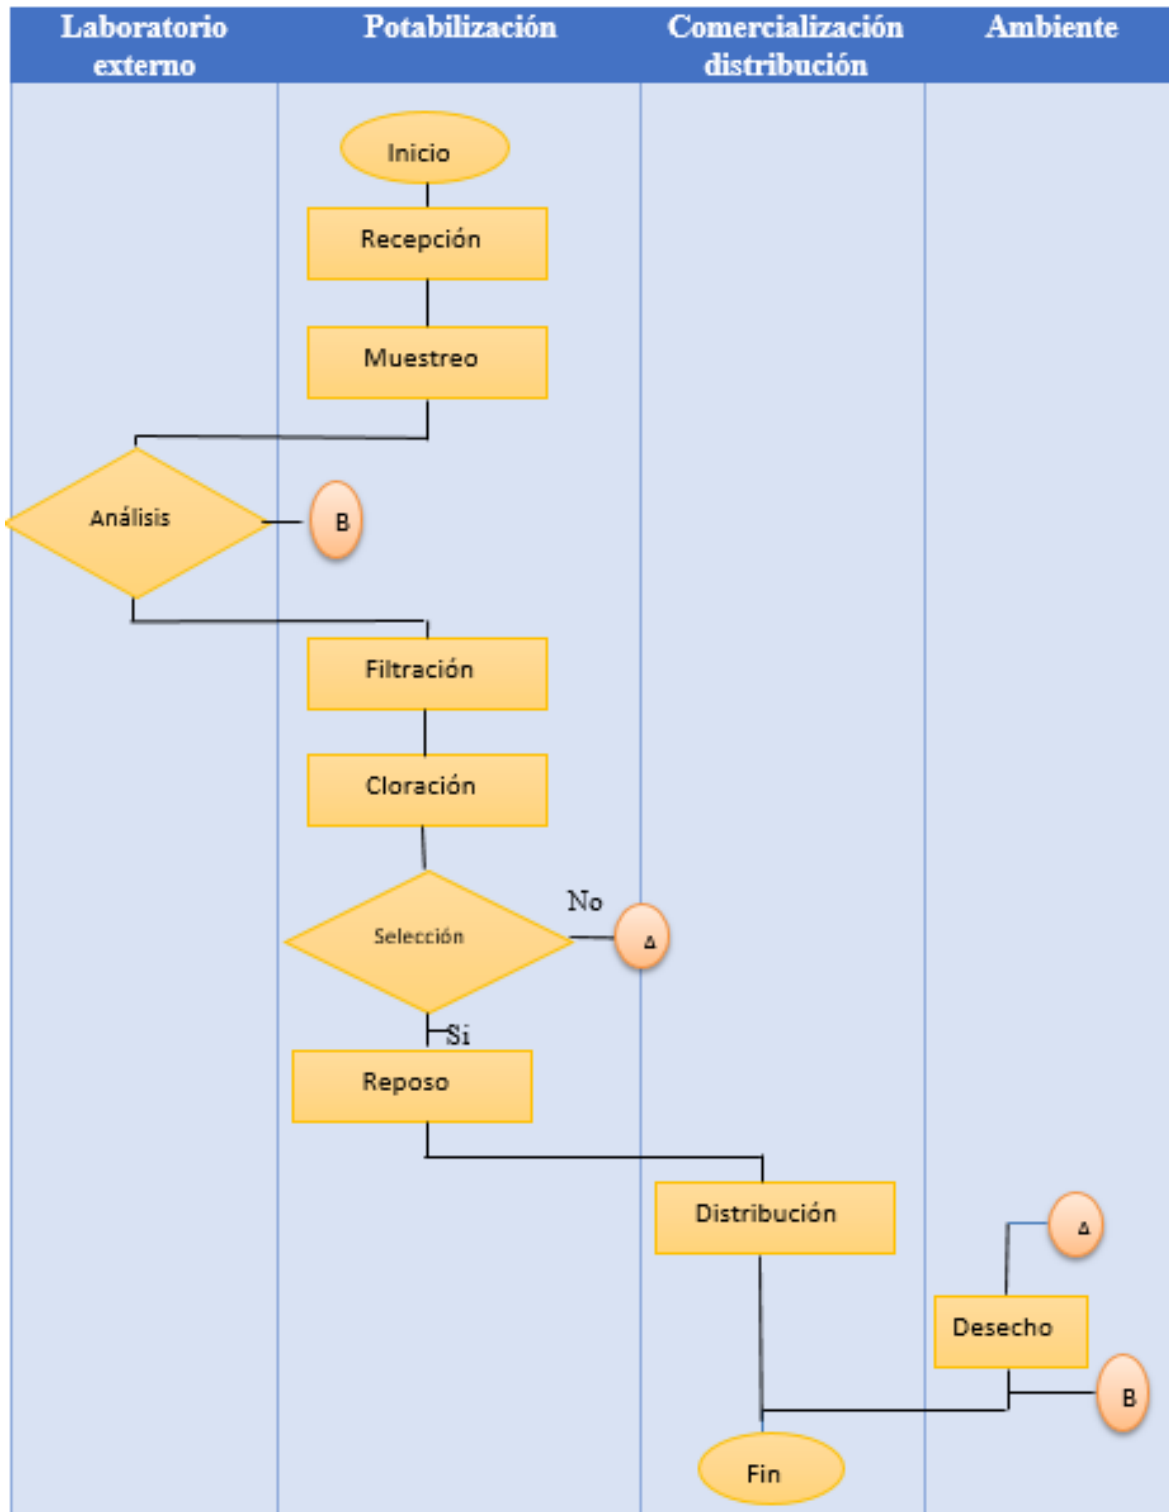 Laboratorio
externo
Potabilización
Comercialización
distribución
Ambiente
Inicio
Recepción
Muestreo
Análisis
B
Filtración
Cloración
No
Selección
A
Si
Reposo
Distribución
A
Desecho
B
Fin